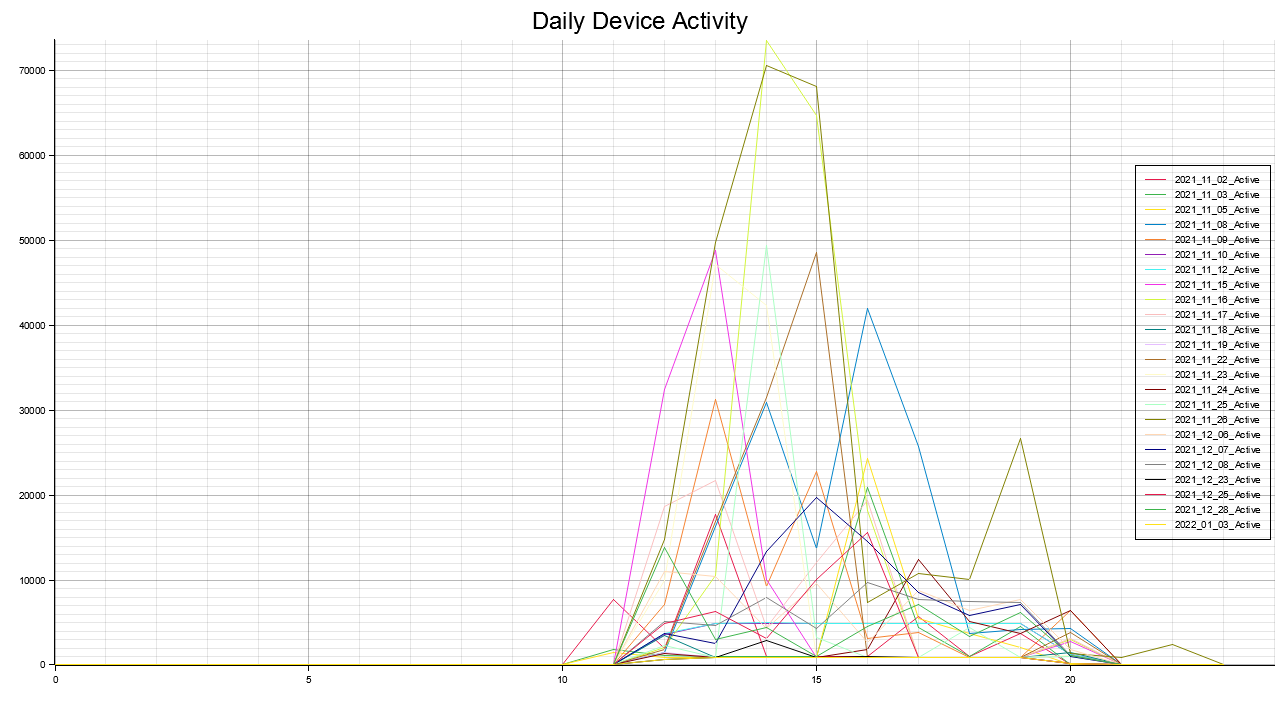 Daily Device Activity
70000
60000
50000
40000
30000
20000
10000
0
0
5
10
15
20
2021_11_02_Active
2021_11_03_Active
2021_11_05_Active
2021_11_08_Active
2021_11_09_Active
2021_11_10_Active
2021_11_12_Active
2021_11_15_Active
2021_11_16_Active
2021_11_17_Active
2021_11_18_Active
2021_11_19_Active
2021_11_22_Active
2021_11_23_Active
2021_11_24_Active
2021_11_25_Active
2021_11_26_Active
2021_12_06_Active
2021_12_07_Active
2021_12_08_Active
2021_12_23_Active
2021_12_25_Active
2021_12_28_Active
2022_01_03_Active